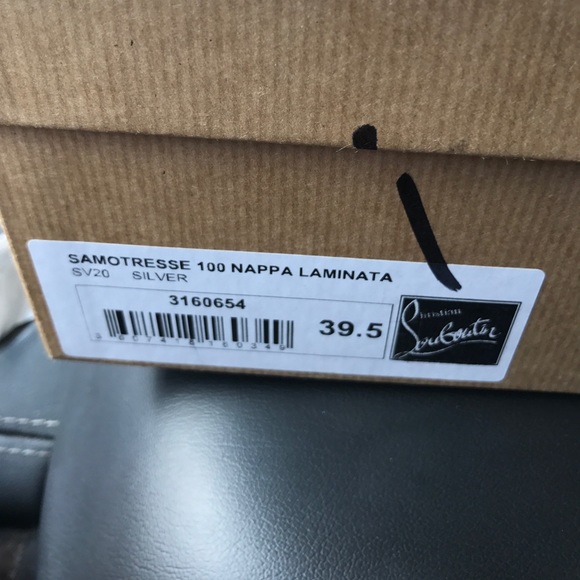 SAMOTRESSE 100 NAPPA LAMINATA
SV20 SILVER
3160654
39.5
Christian
Louboutin